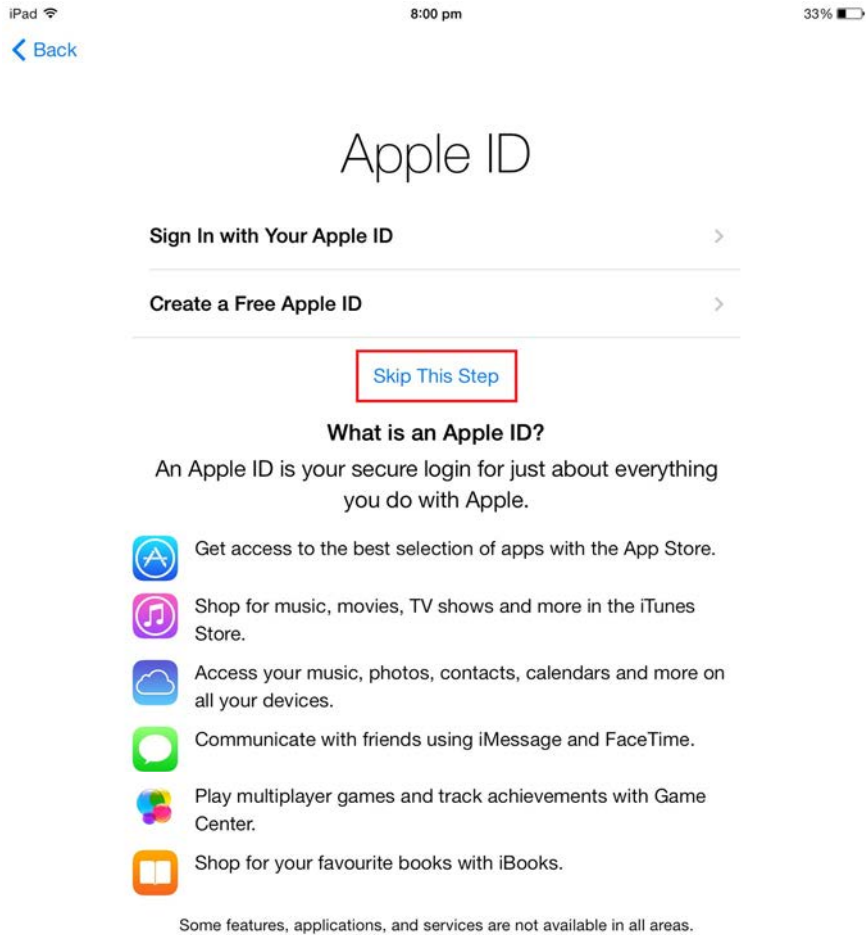 iPad 8:00 pm 33%
Back
Apple ID
Sign In with Your Apple ID
Create a Free Apple ID
Skip This Step
What is an Apple ID?
An Apple ID is your secure login for just about everything
you do with Apple.
Get access to the best selection of apps with the App Store.
Shop for music, movies, TV shows and more in the iTunes
Store.
Access your music, photos, contacts, calendars and more on
all your devices.
Communicate with friends using iMessage and FaceTime.
Play multiplayer games and track achievements with Game
Center.
Shop for your favourite books with iBooks.
Some features, applications, and services are not available in all areas.